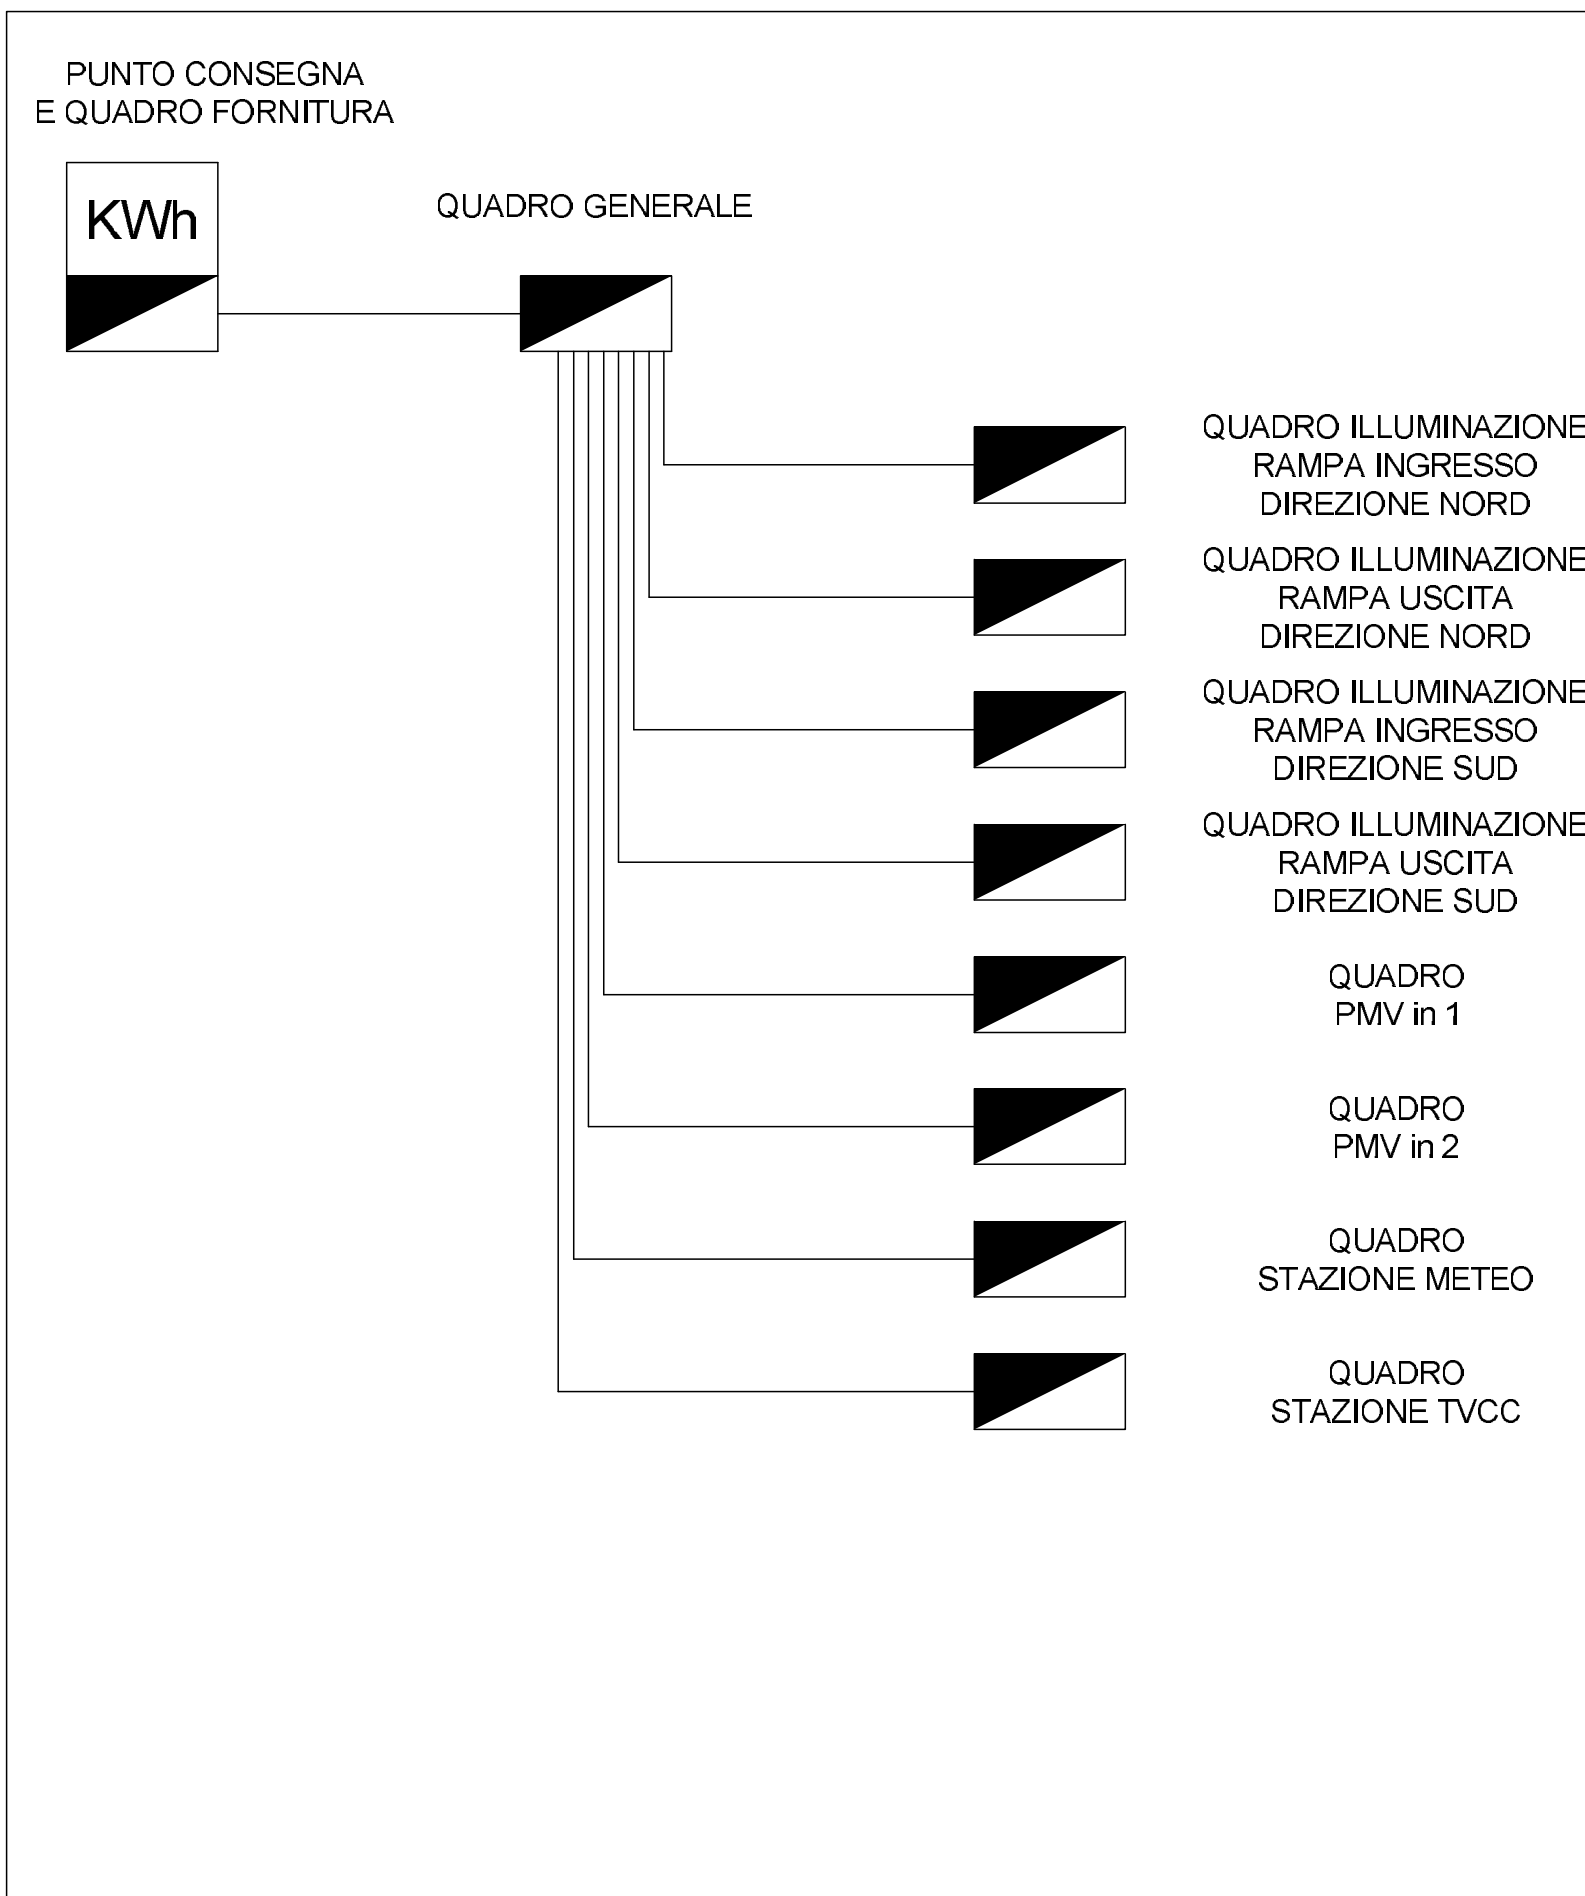 PUNTO CONSEGNA
E QUADRO FORNITURA
KWh
QUADRO GENERALE
QUADRO ILLUMINAZIONE
RAMPA INGRESSO
DIREZIONE NORD
QUADRO ILLUMINAZIONE
RAMPA USCITA
DIREZIONE NORD
QUADRO ILLUMINAZIONE
RAMPA INGRESSO
DIREZIONE SUD
QUADRO ILLUMINAZIONE
RAMPA USCITA
DIREZIONE SUD
QUADRO
PMV in 1
QUADRO
PMV in 2
QUADRO
STAZIONE METEO
QUADRO
STAZIONE TVCC